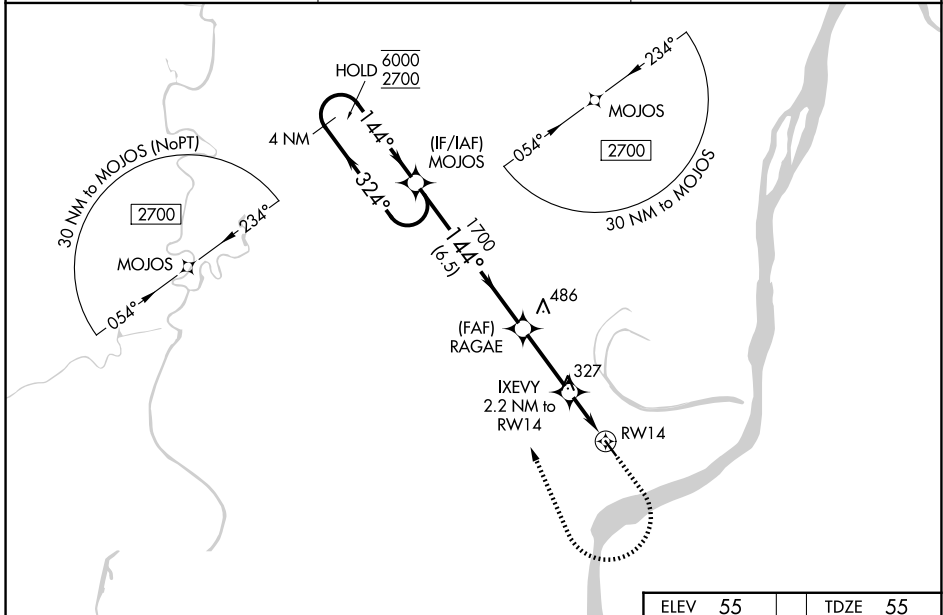 HOLD 6000
2700
144°
4 NM
324°
(IF/IAF)
MOJOS
234°
MOJOS
054°
2700
30 NM to MOJOS
30 NM to MOJOS (NoPT)
2700
234°
MOJOS
054°
1700
144°
(6.5)
486
(FAF)
RAGAE
327
IXEVY
2.2 NM to
RW14
RW14
ELEV 55
TDZE 55